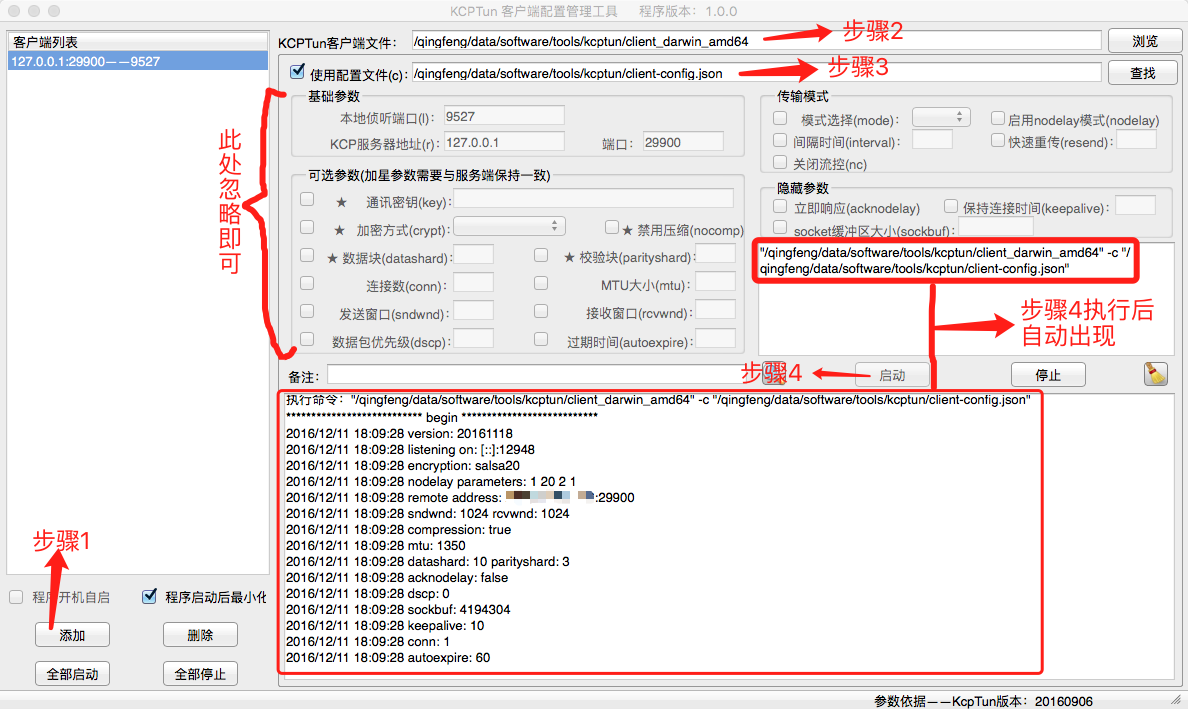 KCPTun 客户端配置管理工具 程序版本：1.0.0
客户端列表
127.0.0.1:29900——9527
KCPTun客户端文件：
/qingfeng/data/software/tools/kcptun/client_darwin_amd64
步骤2
浏览
使用配置文件(c)：
/qingfeng/data/software/tools/kcptun/client-config.json
步骤3
查找
此处忽略即可
基础参数
本地侦听端口(l)：
9527
KCP服务器地址(r)：
127.0.0.1
端口：
29900
可选参数(加星参数需要与服务端保持一致)
★ 通讯密钥(key)：
★ 加密方式(crypt)：
★ 禁用压缩(nocomp)
★ 数据块(datashard)：
★ 校验块(parityshard)：
连接数(conn)：
MTU大小(mtu)：
发送窗口(sndwnd)：
接收窗口(rcvwnd)：
数据包优先级(dscp)：
过期时间(autoexpire)：
传输模式
模式选择(mode)：
启用nodelay模式(nodelay)
间隔时间(interval)：
快速重传(resend)：
关闭流控(nc)
隐藏参数
立即响应(acknodelay)
保持连接时间(keepalive)：
socket缓冲区大小(sockbuf)：
"/qingfeng/data/software/tools/kcptun/client_darwin_amd64" -c "/
qingfeng/data/software/tools/kcptun/client-config.json"
步骤4执行后
自动出现
备注：
步骤4
启动
停止
执行命令："/qingfeng/data/software/tools/kcptun/client_darwin_amd64" -c "/qingfeng/data/software/tools/kcptun/client-config.json"
*************************** begin ***************************
2016/12/11 18:09:28 version: 20161118
2016/12/11 18:09:28 listening on: [::]:12948
2016/12/11 18:09:28 encryption: salsa20
2016/12/11 18:09:28 nodelay parameters: 1 20 2 1
2016/12/11 18:09:28 remote address: :29900
2016/12/11 18:09:28 sndwnd: 1024 rcvwnd: 1024
2016/12/11 18:09:28 compression: true
2016/12/11 18:09:28 mtu: 1350
2016/12/11 18:09:28 datashard: 10 parityshard: 3
2016/12/11 18:09:28 acknodelay: false
2016/12/11 18:09:28 dscp: 0
2016/12/11 18:09:28 sockbuf: 4194304
2016/12/11 18:09:28 keepalive: 10
2016/12/11 18:09:28 conn: 1
2016/12/11 18:09:28 autoexpire: 60
步骤1
程序开机自启
程序启动后最小化
添加
删除
全部启动
全部停止
参数依据——KcpTun版本：20160906